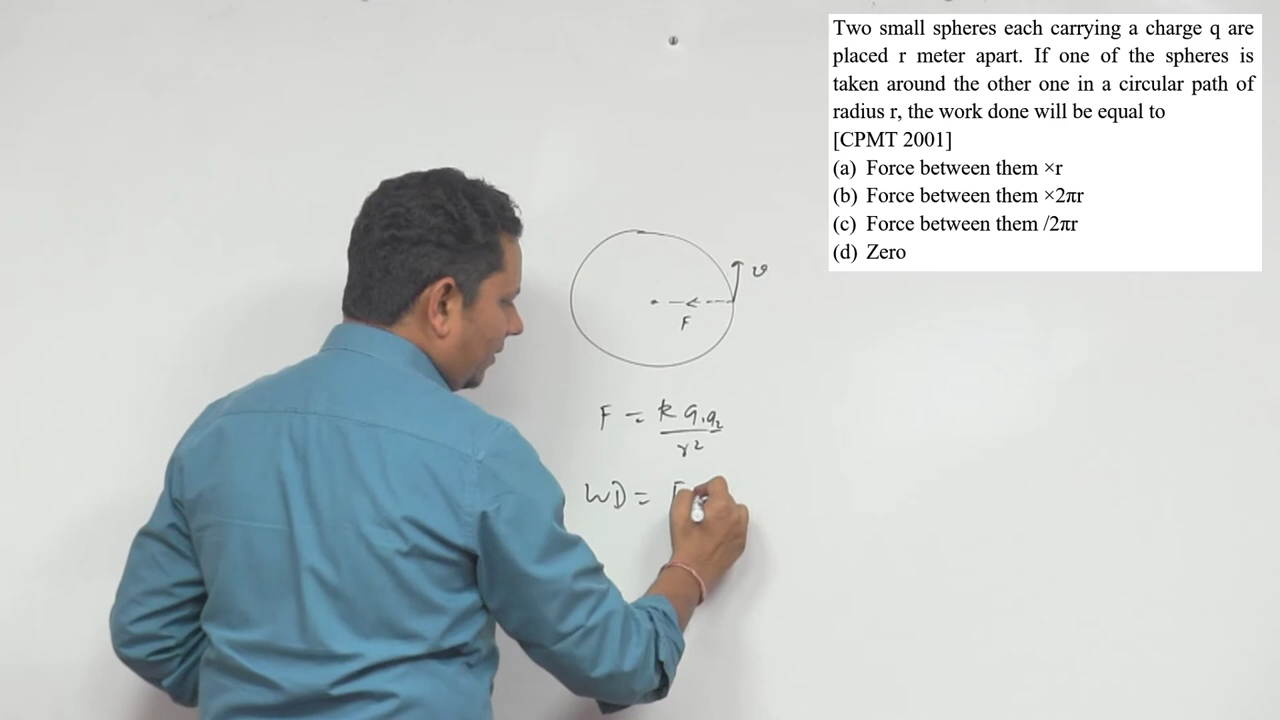 Two small spheres each carrying a charge q are
placed r meter apart. If one of the spheres is
taken around the other one in a circular path of
radius r, the work done will be equal to
[CPMT 2001]
(a) Force between them ×r
(b) Force between them ×2πr
(c) Force between them /2πr
(d) Zero
v
F
F = k q₁q₂
r²
WD = F